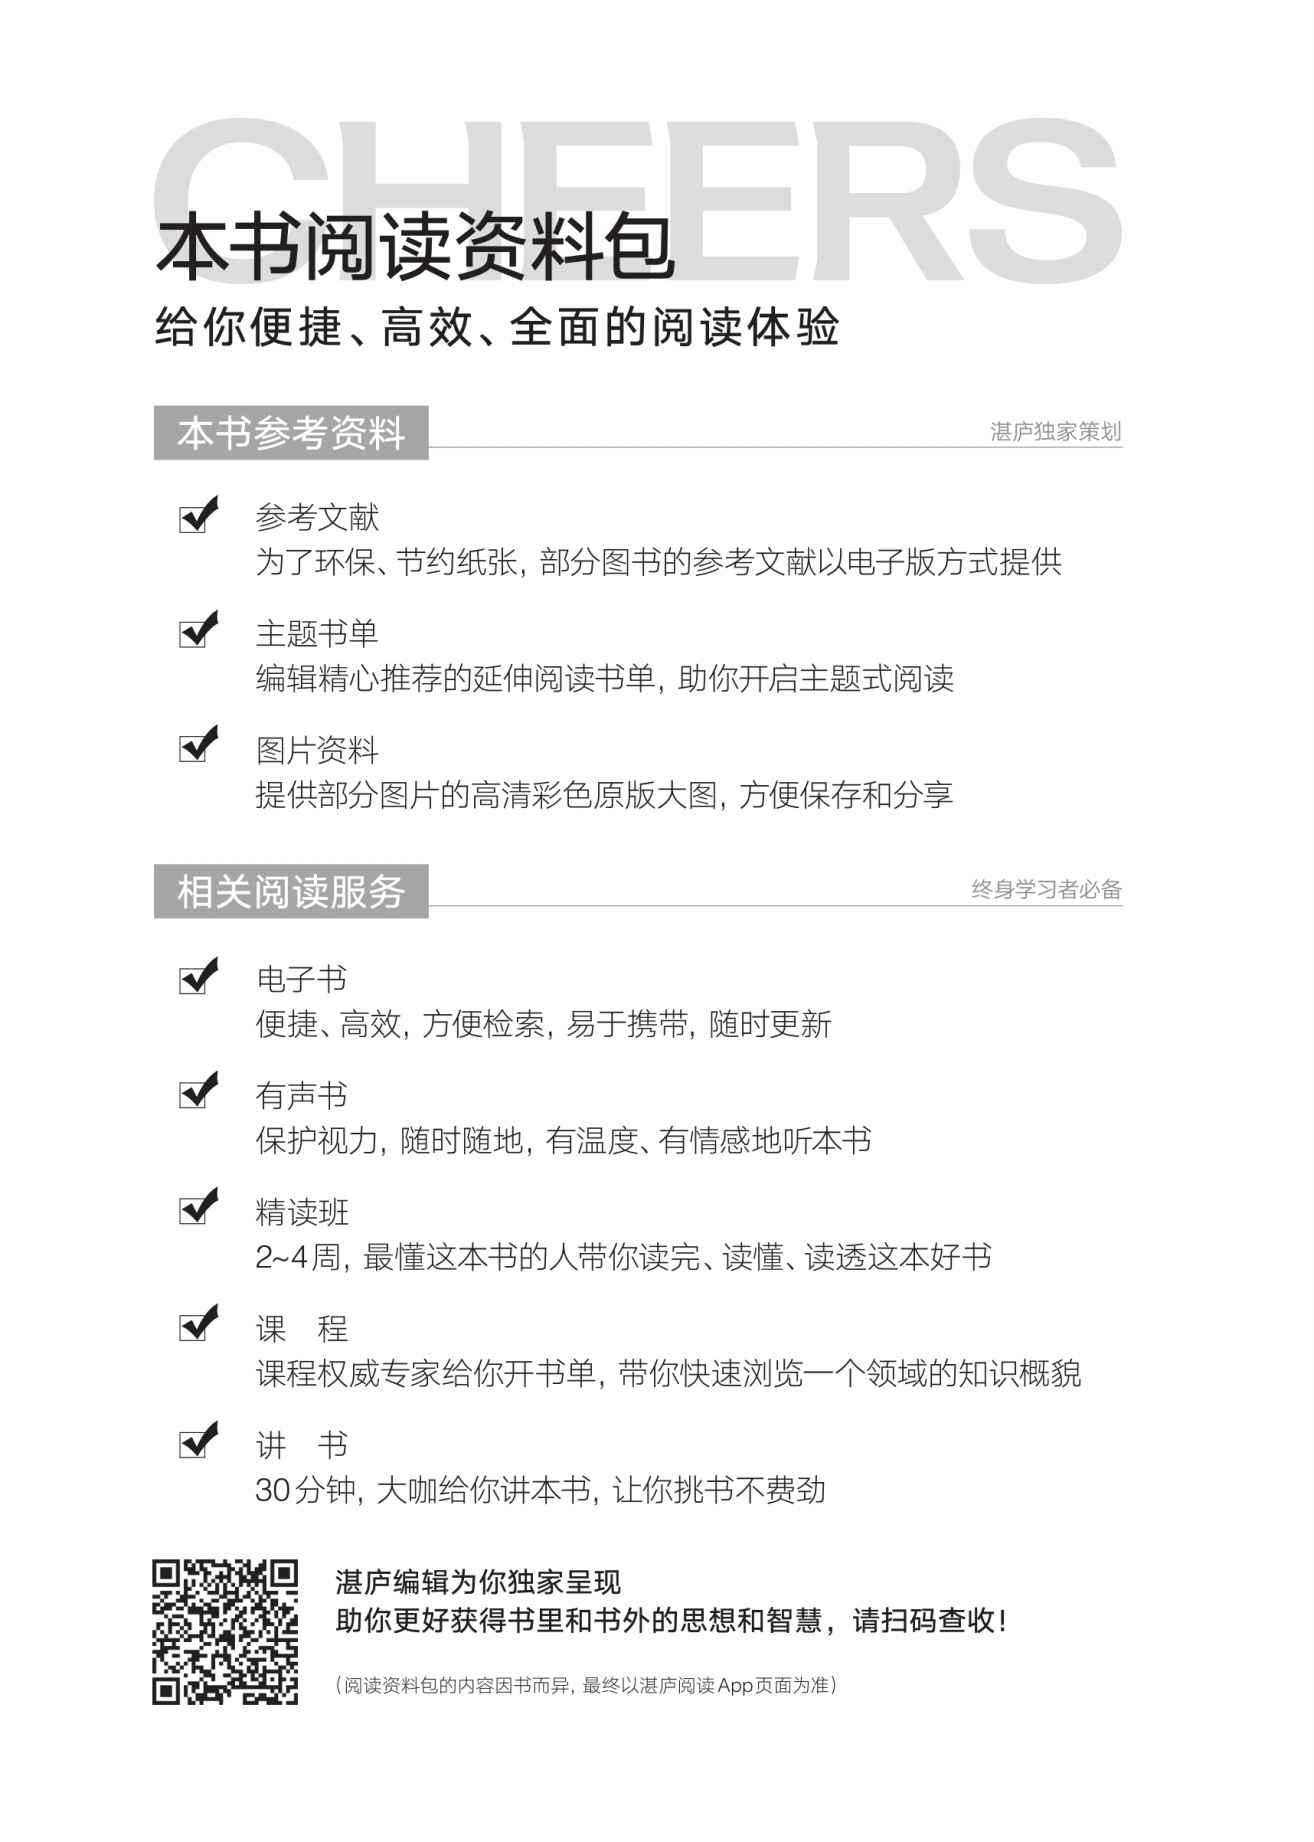 CHEERS
本书阅读资料包
给你便捷、高效、全面的阅读体验
本书参考资料
湛庐独家策划
参考文献
为了环保、节约纸张，部分图书的参考文献以电子版方式提供
主题书单
编辑精心推荐的延伸阅读书单，助你开启主题式阅读
图片资料
提供部分图片的高清彩色原版大图，方便保存和分享
相关阅读服务
终身学习者必备
电子书
便捷、高效，方便检索，易于携带，随时更新
有声书
保护视力，随时随地，有温度、有情感地听本书
精读班
2~4周，最懂这本书的人带你读完、读懂、读透这本好书
课　程
课程权威专家给你开书单，带你快速浏览一个领域的知识概貌
讲　书
30分钟，大咖给你讲本书，让你挑书不费劲
湛庐编辑为你独家呈现
助你更好获得书里和书外的思想和智慧，请扫码查收！
（阅读资料包的内容因书而异，最终以湛庐阅读App页面为准）